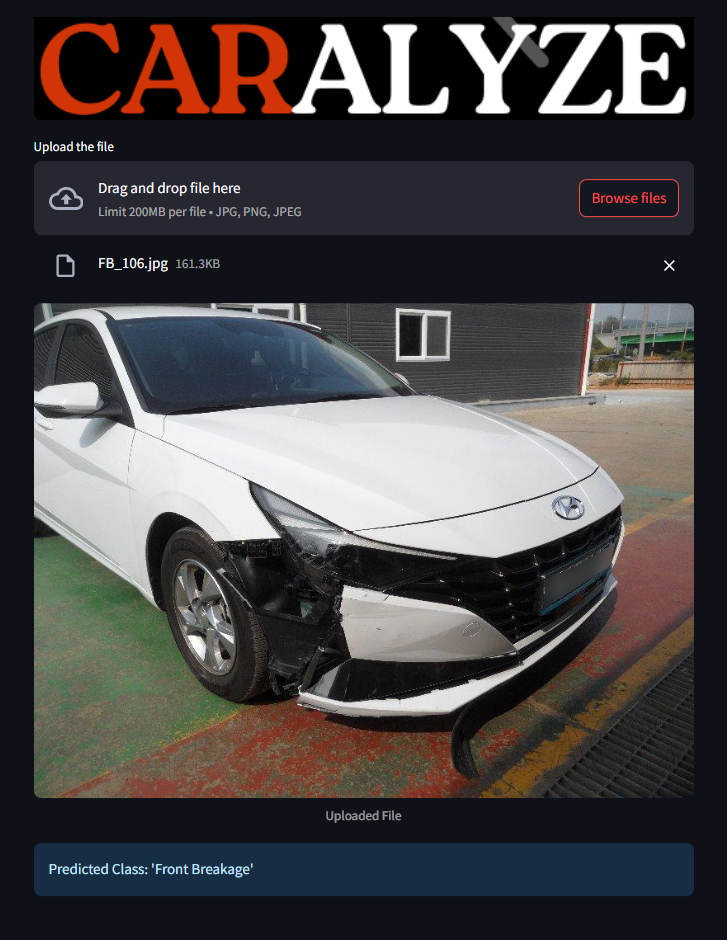 CARALYZE
Upload the file
Drag and drop file here
Limit 200MB per file • JPG, PNG, JPEG
Browse files
FB_106.jpg 161.3KB
Uploaded File
Predicted Class: 'Front Breakage'